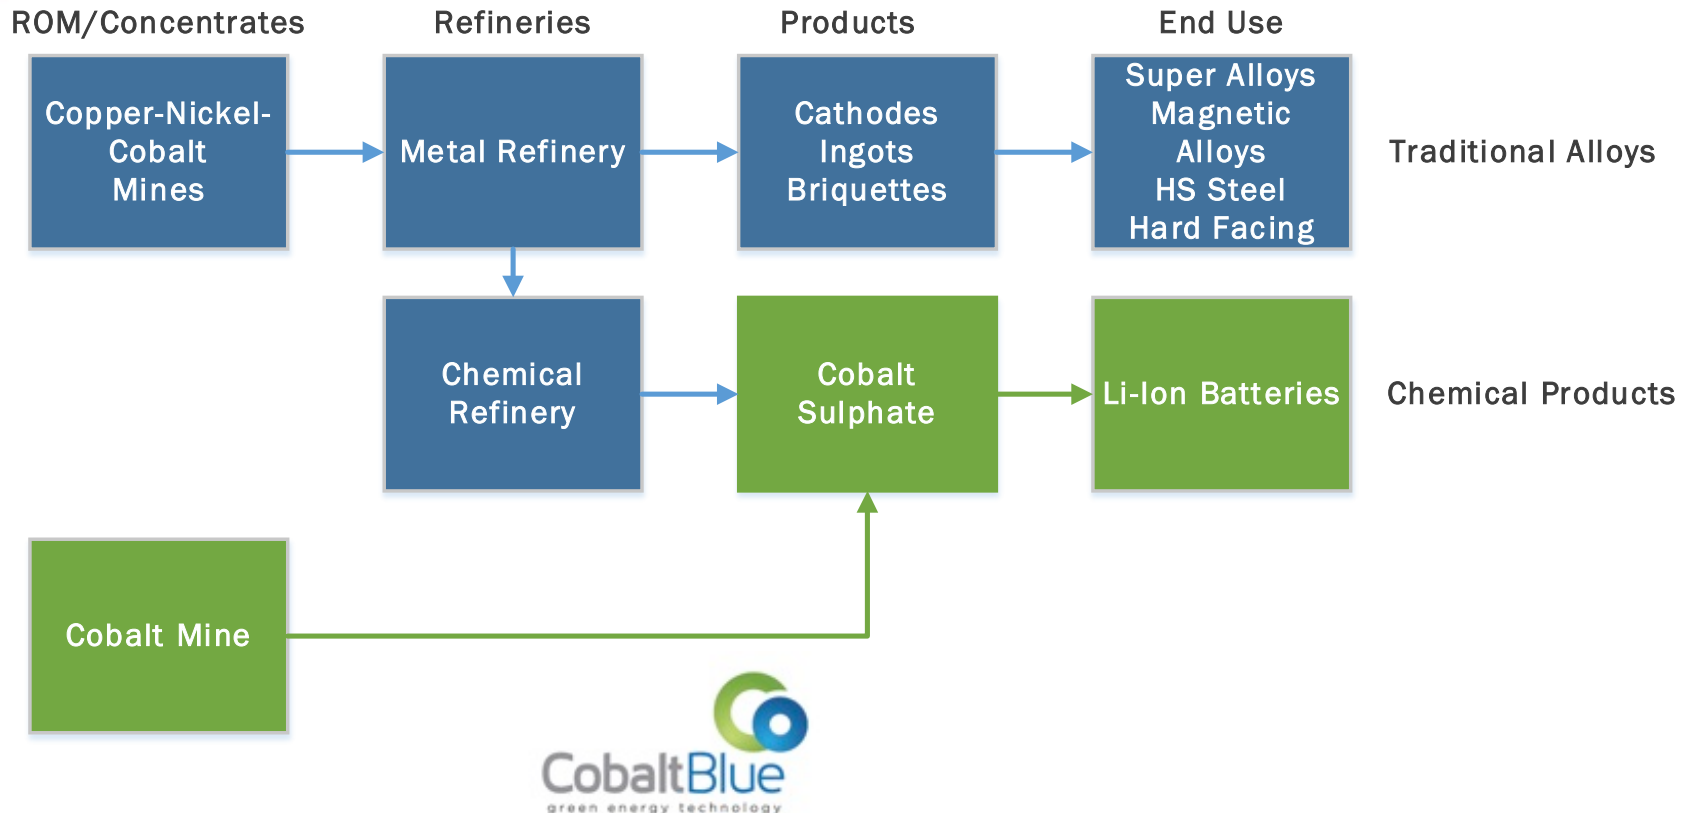 ROM/Concentrates
Refineries
Products
End Use
Copper-Nickel-
Cobalt
Mines
Metal Refinery
Cathodes
Ingots
Briquettes
Super Alloys
Magnetic
Alloys
HS Steel
Hard Facing
Traditional Alloys
Chemical
Refinery
Cobalt
Sulphate
Li-Ion Batteries
Chemical Products
Cobalt Mine
CobaltBlue
green energy technology